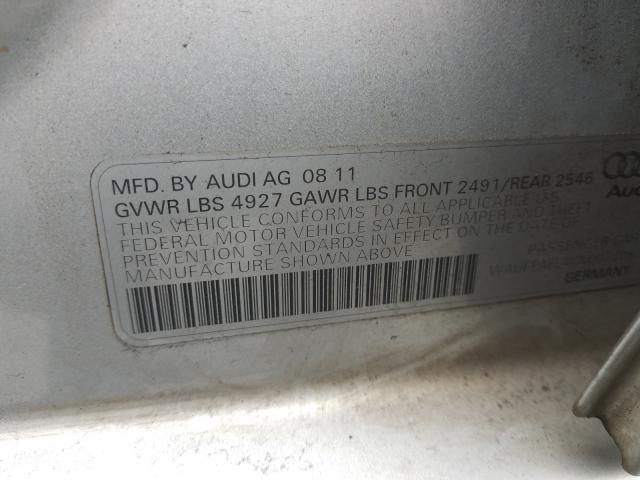 MFD. BY AUDI AG 08 11
GVWR LBS 4927 GAWR LBS FRONT 2491/REAR 2546
THIS VEHICLE CONFORMS TO ALL APPLICABLE U.S.
FEDERAL MOTOR VEHICLE SAFETY BUMPER AND THEFT
PREVENTION STANDARDS IN EFFECT ON THE DATE OF
MANUFACTURE SHOWN ABOVE
PASSENGER
GERMANY